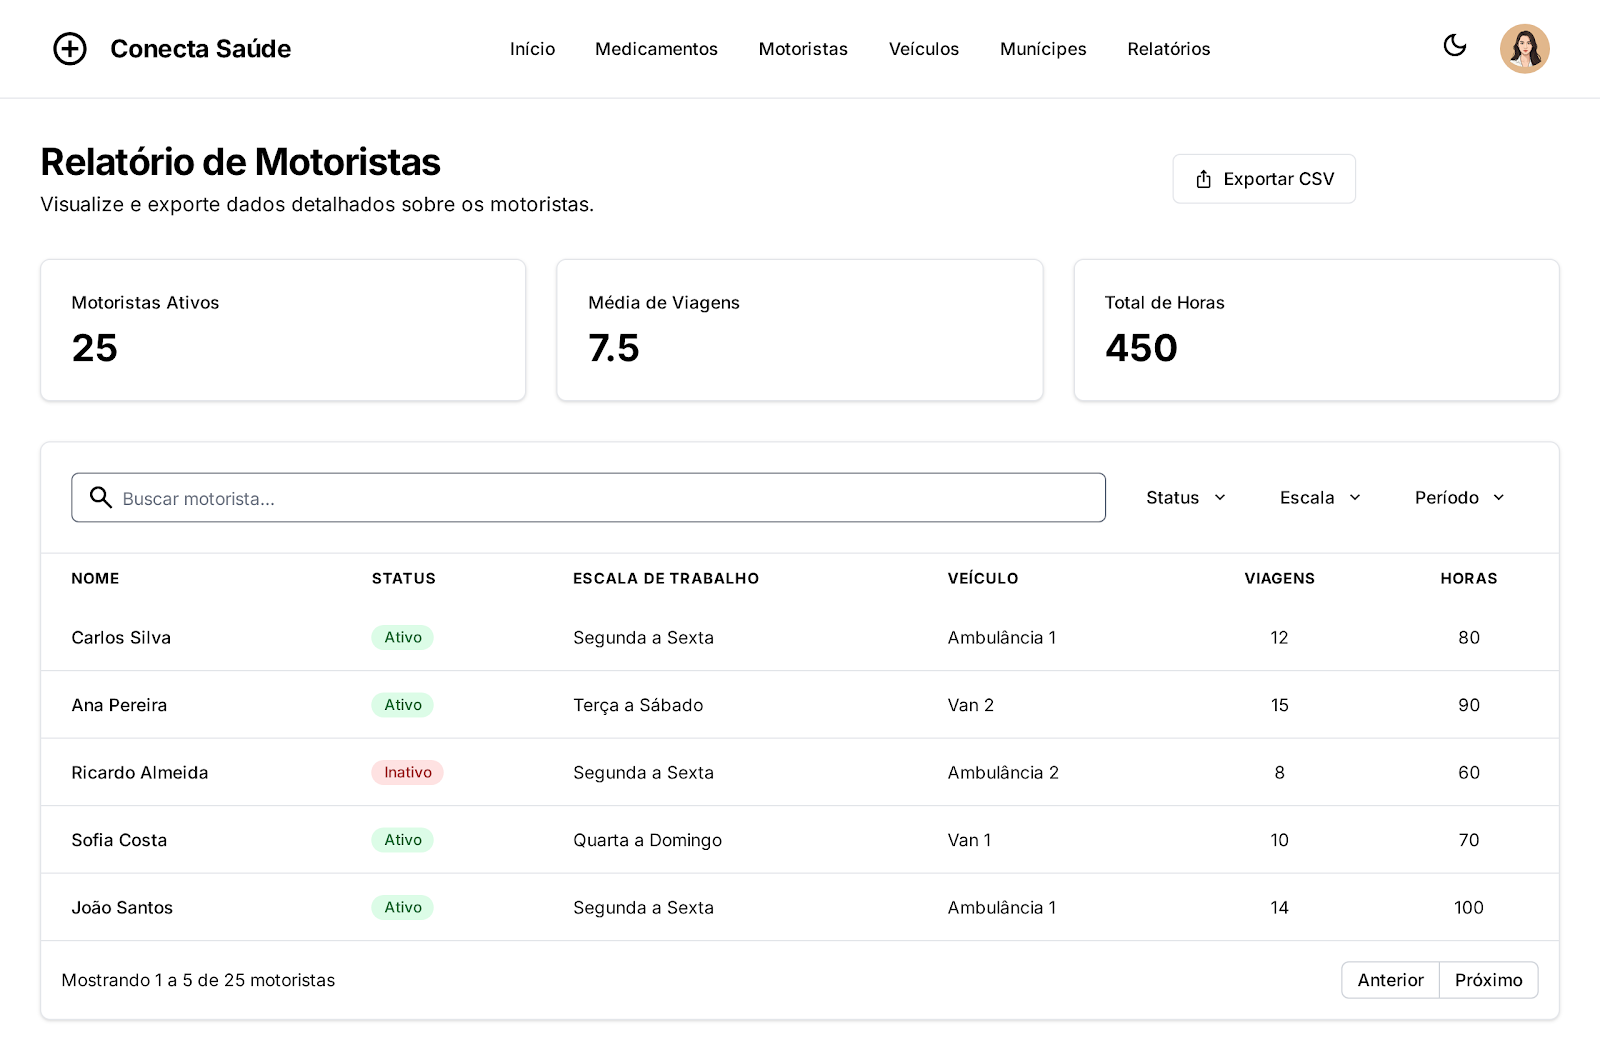 Conecta Saúde
Início Medicamentos Motoristas Veículos Munícipes Relatórios
Relatório de Motoristas
Visualize e exporte dados detalhados sobre os motoristas.
Exportar CSV
Motoristas Ativos
25
Média de Viagens
7.5
Total de Horas
450
Buscar motorista...
Status Escala Período
NOME STATUS ESCALA DE TRABALHO VEÍCULO VIAGENS HORAS
Carlos Silva Ativo Segunda a Sexta Ambulância 1 12 80
Ana Pereira Ativo Terça a Sábado Van 2 15 90
Ricardo Almeida Inativo Segunda a Sexta Ambulância 2 8 60
Sofia Costa Ativo Quarta a Domingo Van 1 10 70
João Santos Ativo Segunda a Sexta Ambulância 1 14 100
Mostrando 1 a 5 de 25 motoristas
Anterior Próximo